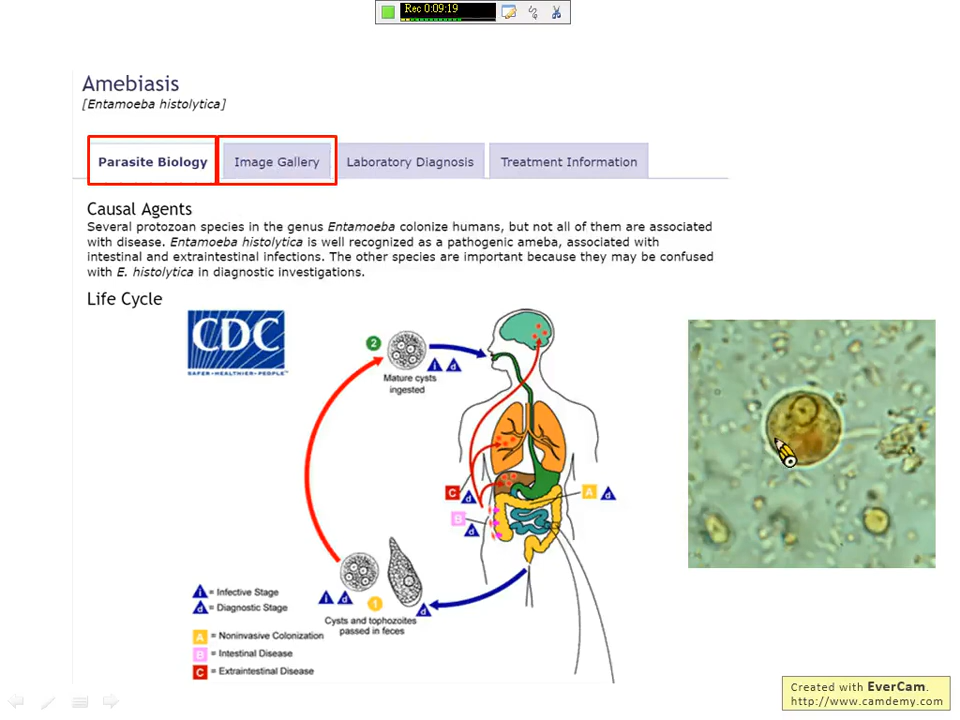 Rec 0:09:19
Amebiasis
[Entamoeba histolytica]
Parasite Biology
Image Gallery
Laboratory Diagnosis
Treatment Information
Causal Agents
Several protozoan species in the genus Entamoeba colonize humans, but not all of them are associated
with disease. Entamoeba histolytica is well recognized as a pathogenic ameba, associated with
intestinal and extraintestinal infections. The other species are important because they may be confused
with E. histolytica in diagnostic investigations.
Life Cycle
CDC
SAFER•HEALTHIER•PEOPLE™
2
i d
Mature cysts
ingested
C d
A d
B
d
i d
1
d
Cysts and tophozoites
passed in feces
i = Infective Stage
d = Diagnostic Stage
A = Noninvasive Colonization
B = Intestinal Disease
C = Extraintestinal Disease
Created with EverCam.
http://www.camdemy.com